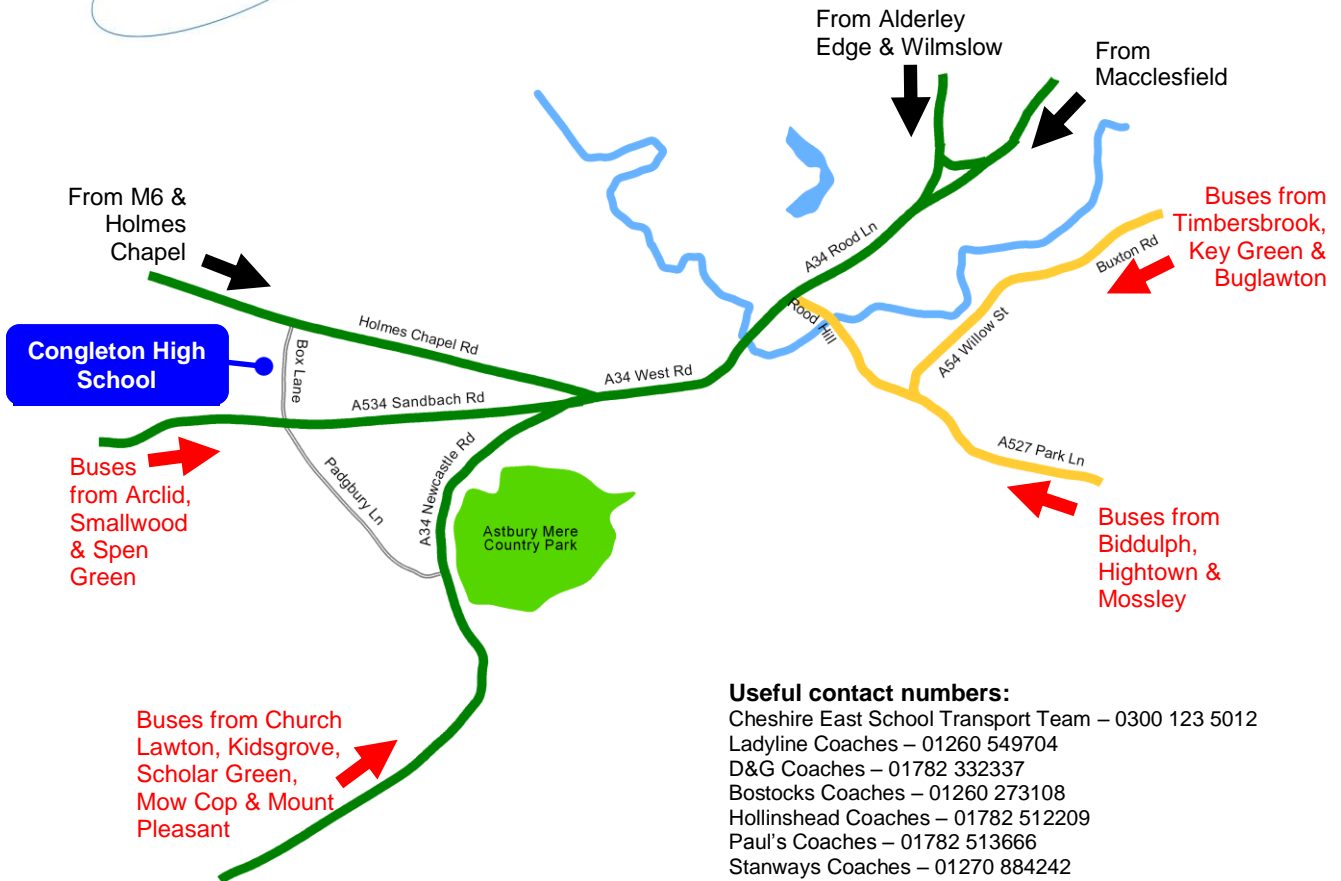 From Alderley
Edge & Wilmslow
From
Macclesfield
From M6 &
Holmes
Chapel
Buses from
Timbersbrook,
Key Green &
Buglawton
A34 Rood Ln
Buxton Rd
Rood Hill
A54 Willow St
Holmes Chapel Rd
Congleton High
School
Box Lane
A34 West Rd
A534 Sandbach Rd
A34 Newcastle Rd
Padgbury Ln
A527 Park Ln
Buses
from Arclid,
Smallwood
& Spen
Green
Astbury Mere
Country Park
Buses from
Biddulph,
Hightown &
Mossley
Buses from Church
Lawton, Kidsgrove,
Scholar Green,
Mow Cop & Mount
Pleasant
Useful contact numbers:
Cheshire East School Transport Team – 0300 123 5012
Ladyline Coaches – 01260 549704
D&G Coaches – 01782 332337
Bostocks Coaches – 01260 273108
Hollinshead Coaches – 01782 512209
Paul's Coaches – 01782 513666
Stanways Coaches – 01270 884242